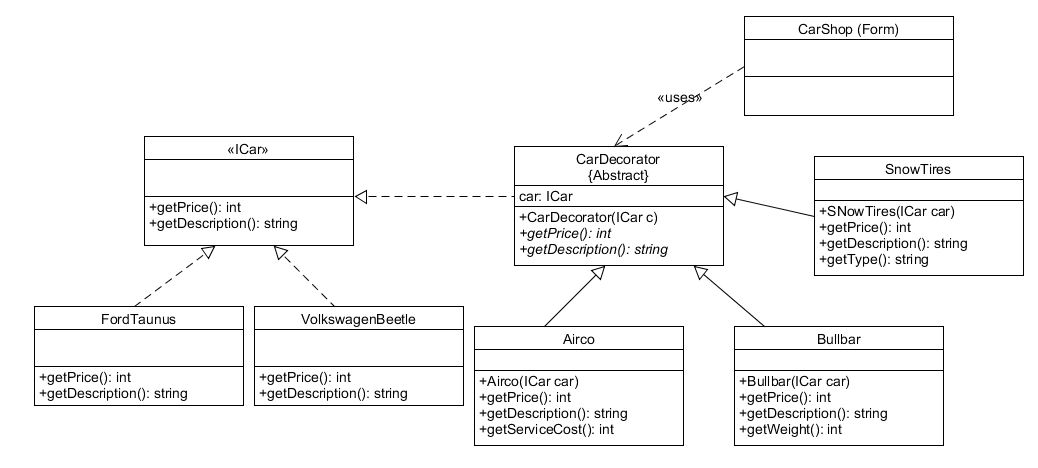 CarShop (Form)
«uses»
«ICar»
+getPrice(): int
+getDescription(): string
CarDecorator
{Abstract}
car: ICar
+CarDecorator(ICar c)
+getPrice(): int
+getDescription(): string
SnowTires
+SNowTires(ICar car)
+getPrice(): int
+getDescription(): string
+getType(): string
FordTaunus
+getPrice(): int
+getDescription(): string
VolkswagenBeetle
+getPrice(): int
+getDescription(): string
Airco
+Airco(ICar car)
+getPrice(): int
+getDescription(): string
+getServiceCost(): int
Bullbar
+Bullbar(ICar car)
+getPrice(): int
+getDescription(): string
+getWeight(): int